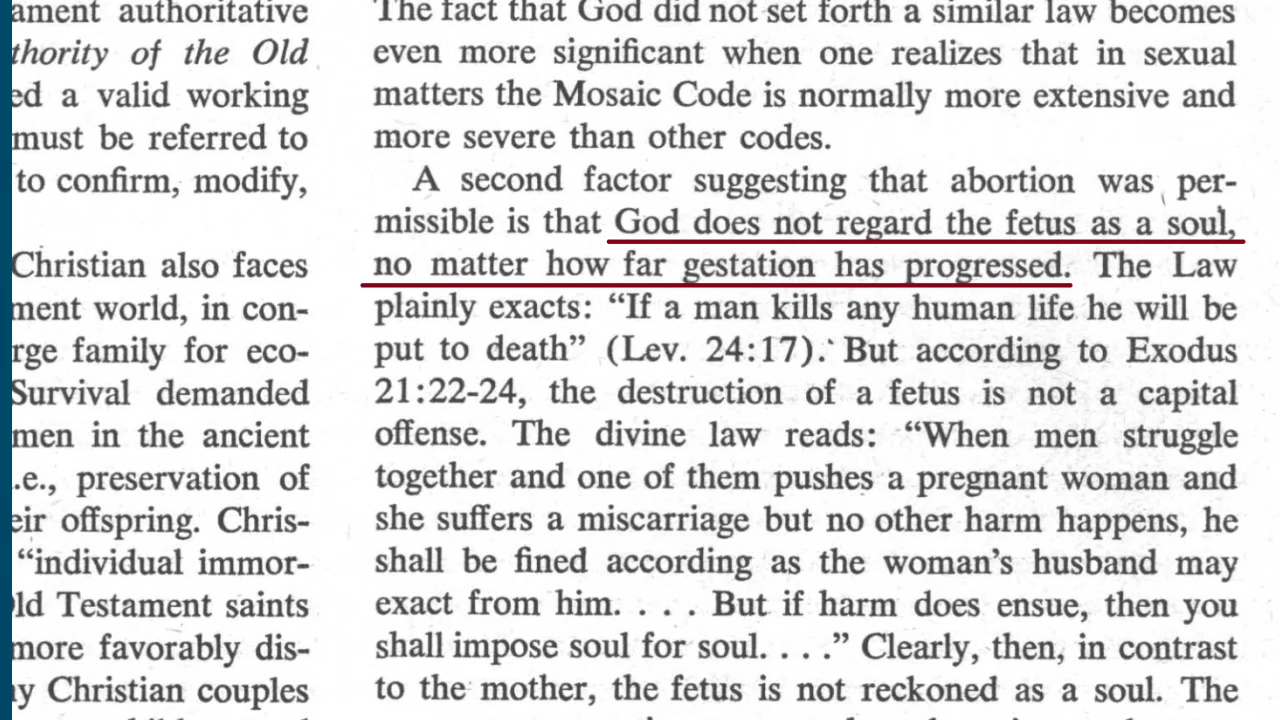 ament authoritative
thority of the Old
ed a valid working
must be referred to
to confirm, modify,
Christian also faces
ment world, in con-
rge family for eco-
Survival demanded
men in the ancient
.e., preservation of
eir offspring. Chris-
“individual immor-
ld Testament saints
more favorably dis-
y Christian couples
The fact that God did not set forth a similar law becomes
even more significant when one realizes that in sexual
matters the Mosaic Code is normally more extensive and
more severe than other codes.
A second factor suggesting that abortion was per-
missible is that God does not regard the fetus as a soul,
no matter how far gestation has progressed. The Law
plainly exacts: “If a man kills any human life he will be
put to death” (Lev. 24:17). But according to Exodus
21:22-24, the destruction of a fetus is not a capital
offense. The divine law reads: “When men struggle
together and one of them pushes a pregnant woman and
she suffers a miscarriage but no other harm happens, he
shall be fined according as the woman’s husband may
exact from him. . . . But if harm does ensue, then you
shall impose soul for soul. . . .” Clearly, then, in contrast
to the mother, the fetus is not reckoned as a soul. The